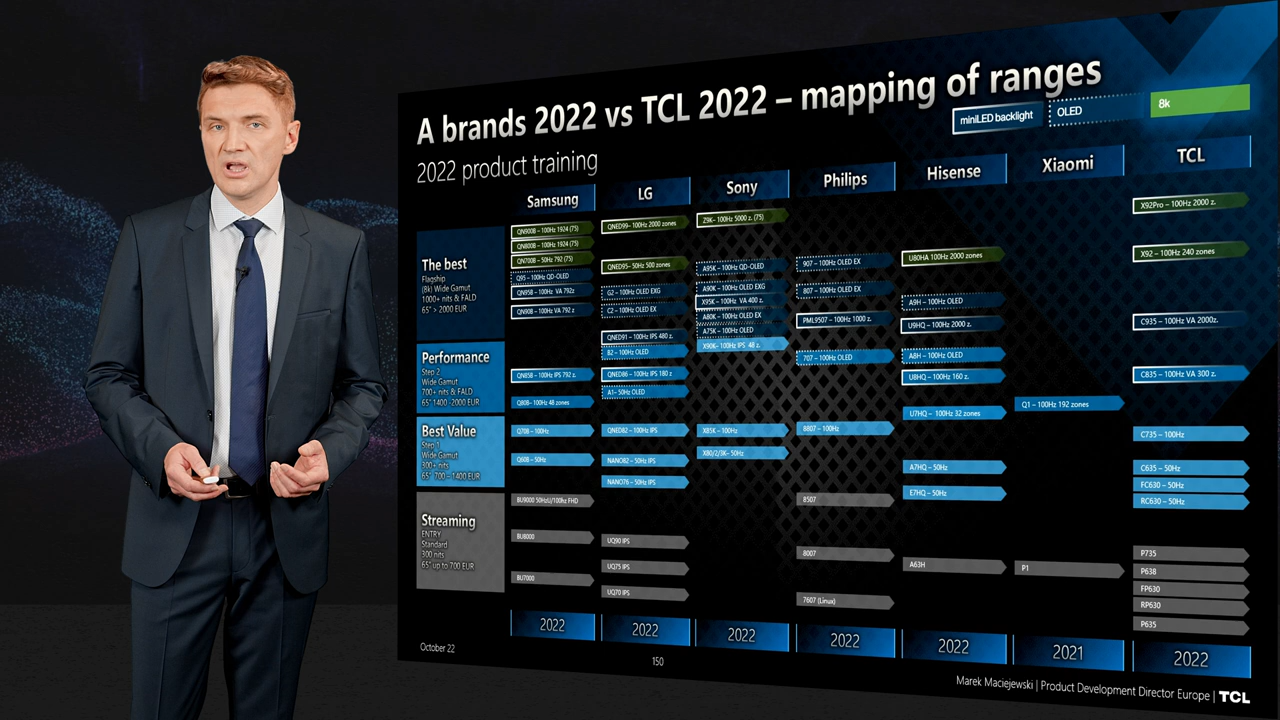 A brands 2022 vs TCL 2022 – mapping of ranges
2022 product training
miniLED backlight
OLED
8k
Samsung
LG
Sony
Philips
Hisense
Xiaomi
TCL
The best
Flagship
(8k) Wide Gamut
1000+ nits & FALD
65" > 2000 EUR
Performance
Step 2
Wide Gamut
700+ nits & FALD
65" 1400 -2000 EUR
Best Value
Step 1
Wide Gamut
300+ nits
65" 700 – 1400 EUR
Streaming
ENTRY
Standard
300 nits
65" up to 700 EUR
QN900B – 100Hz 1924 (75)
QN800B – 100Hz 1924 (75)
QN700B – 50Hz 792 (75)
Q95 – 100Hz QD-OLED
QN95B – 100Hz VA 792z
QN90B – 100Hz VA 792 z
QN85B – 100Hz IPS 792 z.
Q80B– 100Hz 48 zones
Q70B – 100Hz
Q60B – 50Hz
BU9000 50Hz/U/100hz FHD
BU8000
BU7000
2022
QNED99– 100Hz 2000 zones
QNED95– 50Hz 500 zones
G2 – 100Hz OLED EXG
C2 – 100Hz OLED EX
QNED91 – 100Hz IPS 480 z.
B2 – 100Hz OLED
QNED86 – 100Hz IPS 180 z
A1– 50Hz OLED
QNED82 – 100Hz IPS
NANO82 – 50Hz IPS
NANO76 – 50Hz IPS
UQ90 IPS
UQ75 IPS
UQ70 IPS
2022
Z9K– 100Hz 5000 z. (75)
A95K – 100Hz QD-OLED
A90K – 100Hz OLED EXG
X95K – 100Hz VA 400 z.
A80K – 100Hz OLED EX
A75K – 100Hz OLED
X90K– 100Hz IPS 48 z.
X85K – 100Hz
X80/2/3K– 50Hz
2022
907 – 100Hz OLED EX
807 – 100Hz OLED EX
PML9507 – 100Hz 1000 z.
707 – 100Hz OLED
8807 – 100Hz
8507
8007
7607 (Linux)
2022
U80HA 100Hz 2000 zones
A9H – 100Hz OLED
U9HQ – 100Hz 2000 z.
A8H – 100Hz OLED
U8HQ – 100Hz 160 z.
U7HQ – 100Hz 32 zones
A7HQ – 50Hz
E7HQ – 50Hz
A63H
2022
Q1 – 100Hz 192 zones
P1
2021
X92Pro – 100Hz 2000 z.
X92 – 100Hz 240 zones
C935 – 100Hz VA 2000z.
C835 – 100Hz VA 300 z.
C735 – 100Hz
C635 – 50Hz
FC630 – 50Hz
RC630 – 50Hz
P735
P638
FP630
RP630
P635
2022
October 22
150
Marek Maciejewski | Product Development Director Europe | TCL